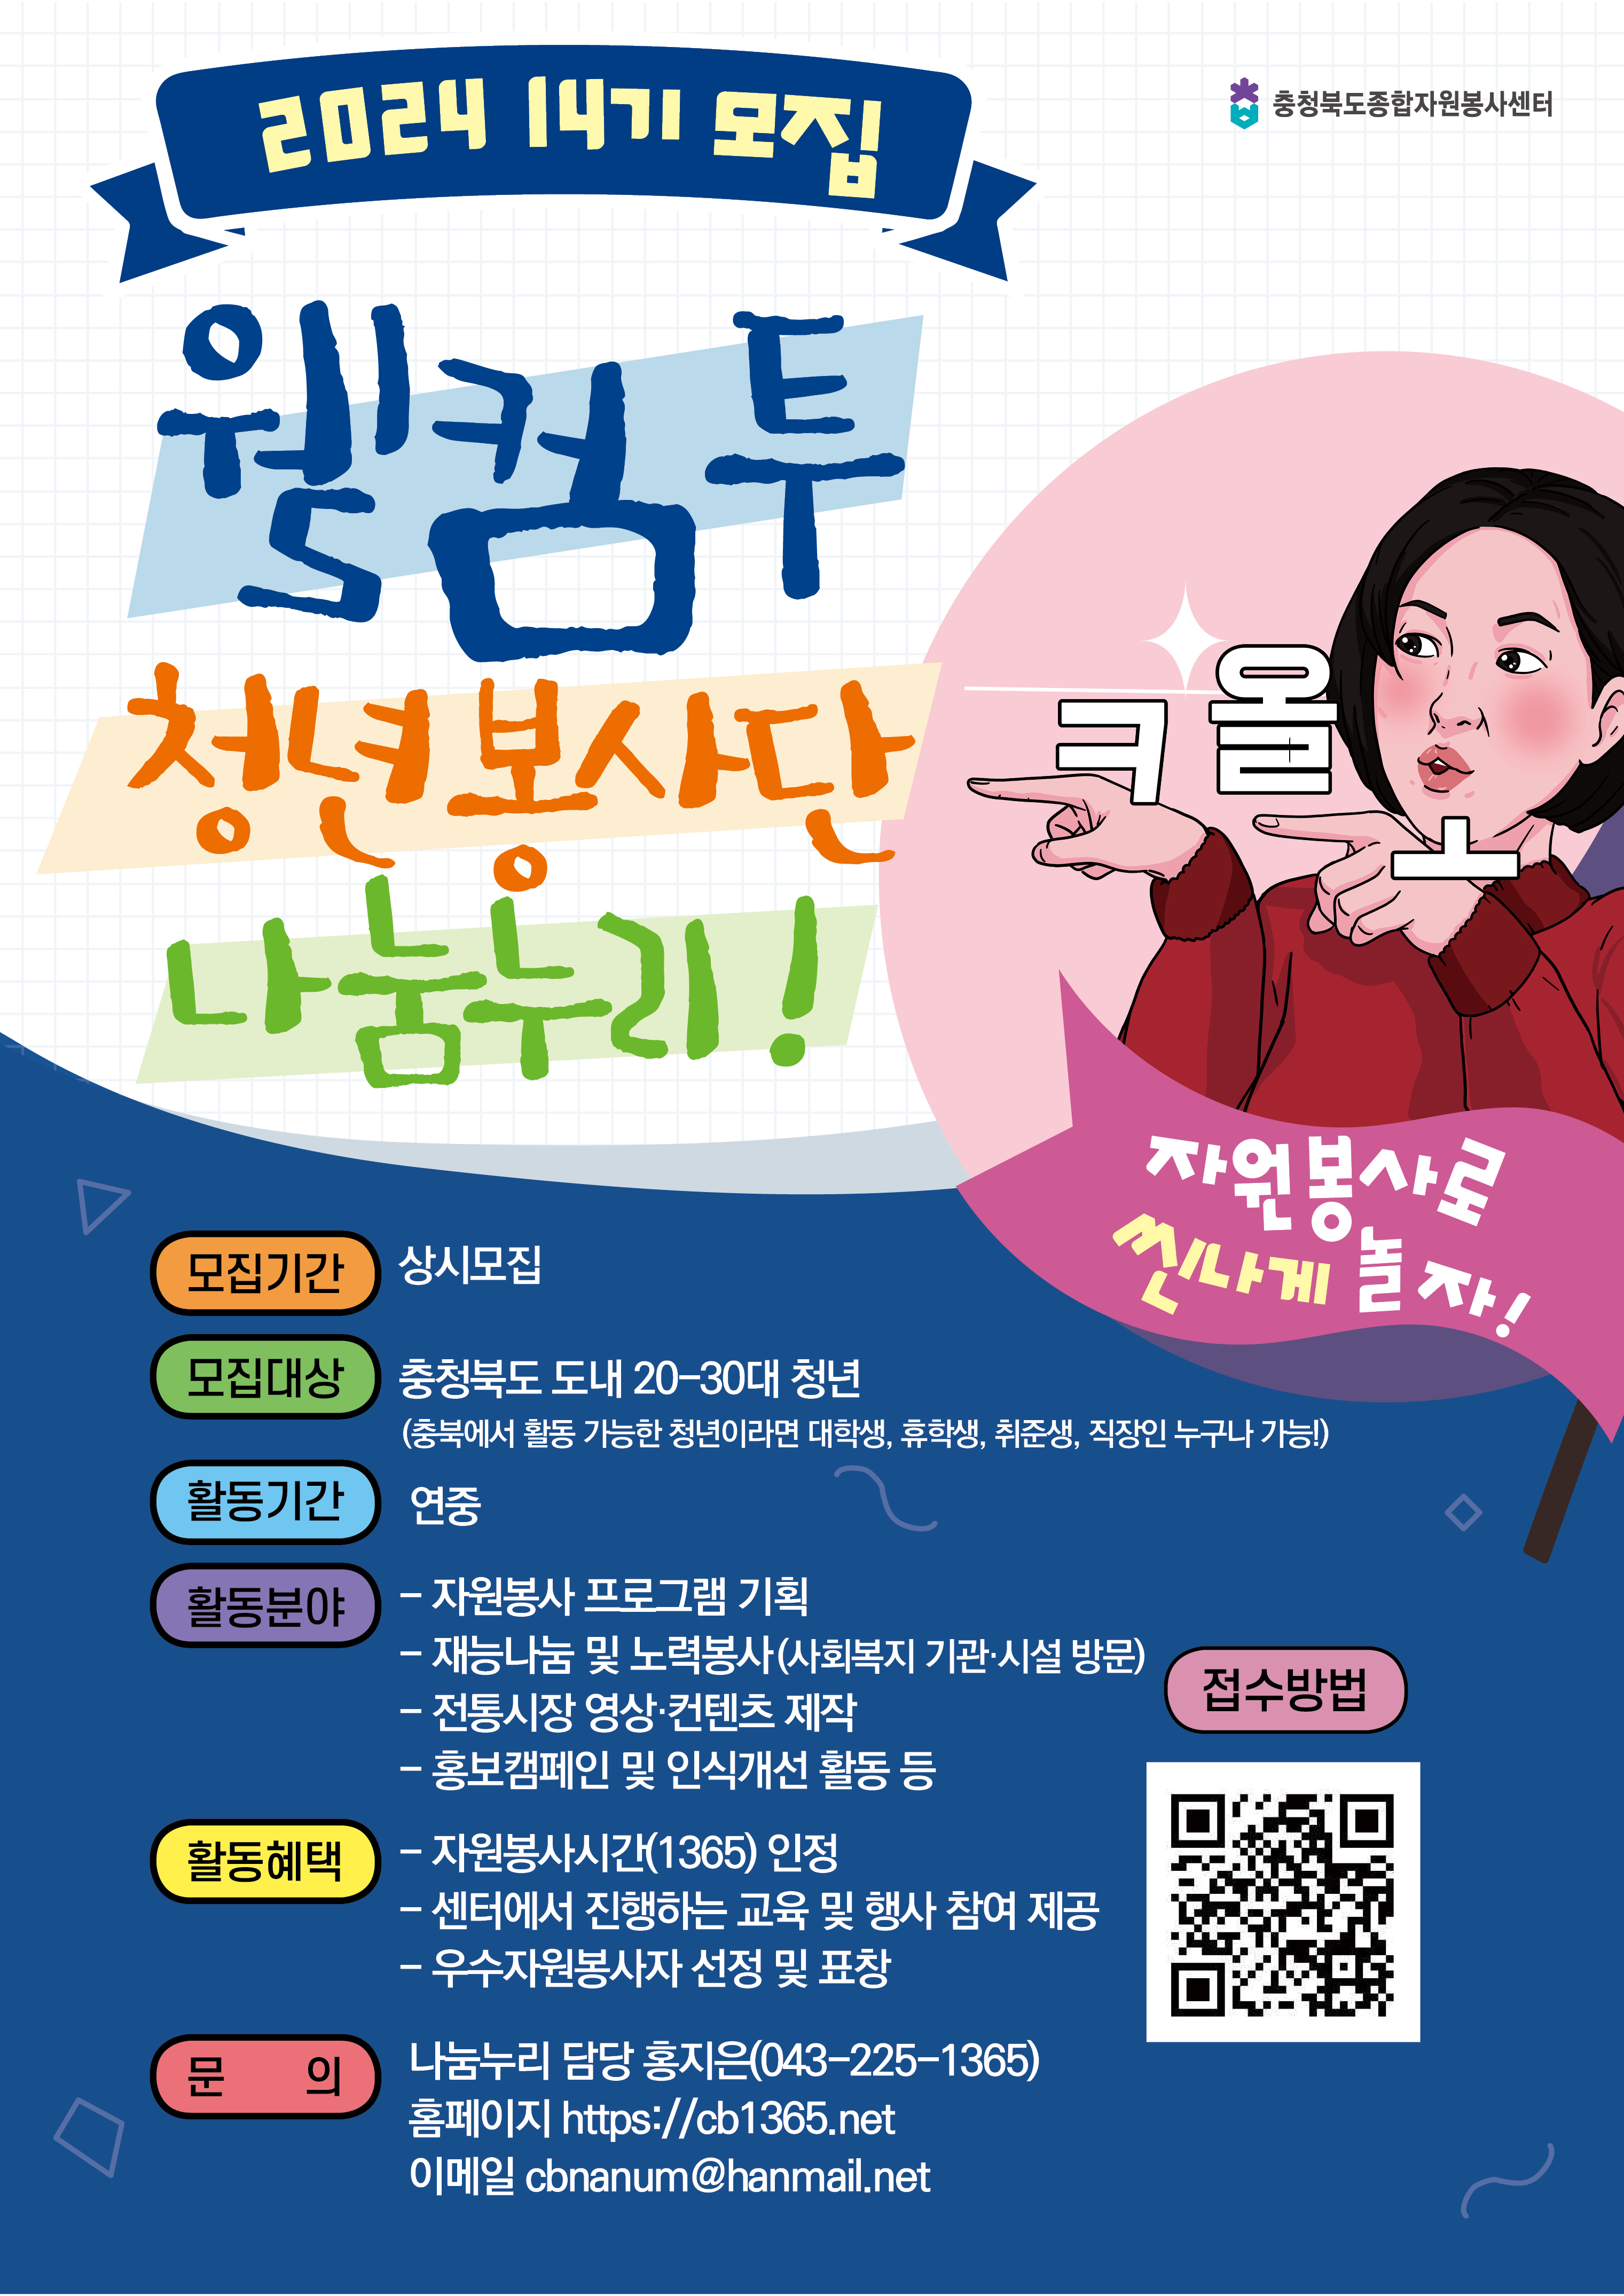 2024 14기 모집
충청북도종합자원봉사센터
웰컴 투
청년봉사단
나눔누리!
ㅋ올ㅗ
자원봉사로
씬나게 놀자!
모집기간 상시모집
모집대상 충청북도 도내 20-30대 청년
(충북에서 활동 가능한 청년이라면 대학생, 휴학생, 취준생, 직장인 누구나 가능!)
활동기간 연중
활동분야 - 자원봉사 프로그램 기획
- 재능나눔 및 노력봉사(사회복지 기관·시설 방문)
- 전통시장 영상·컨텐츠 제작
- 홍보캠페인 및 인식개선 활동 등
접수방법
활동혜택 - 자원봉사시간(1365) 인정
- 센터에서 진행하는 교육 및 행사 참여 제공
- 우수자원봉사자 선정 및 표창
문 의 나눔누리 담당 홍지은(043-225-1365)
홈페이지 https://cb1365.net
이메일 cbnanum@hanmail.net